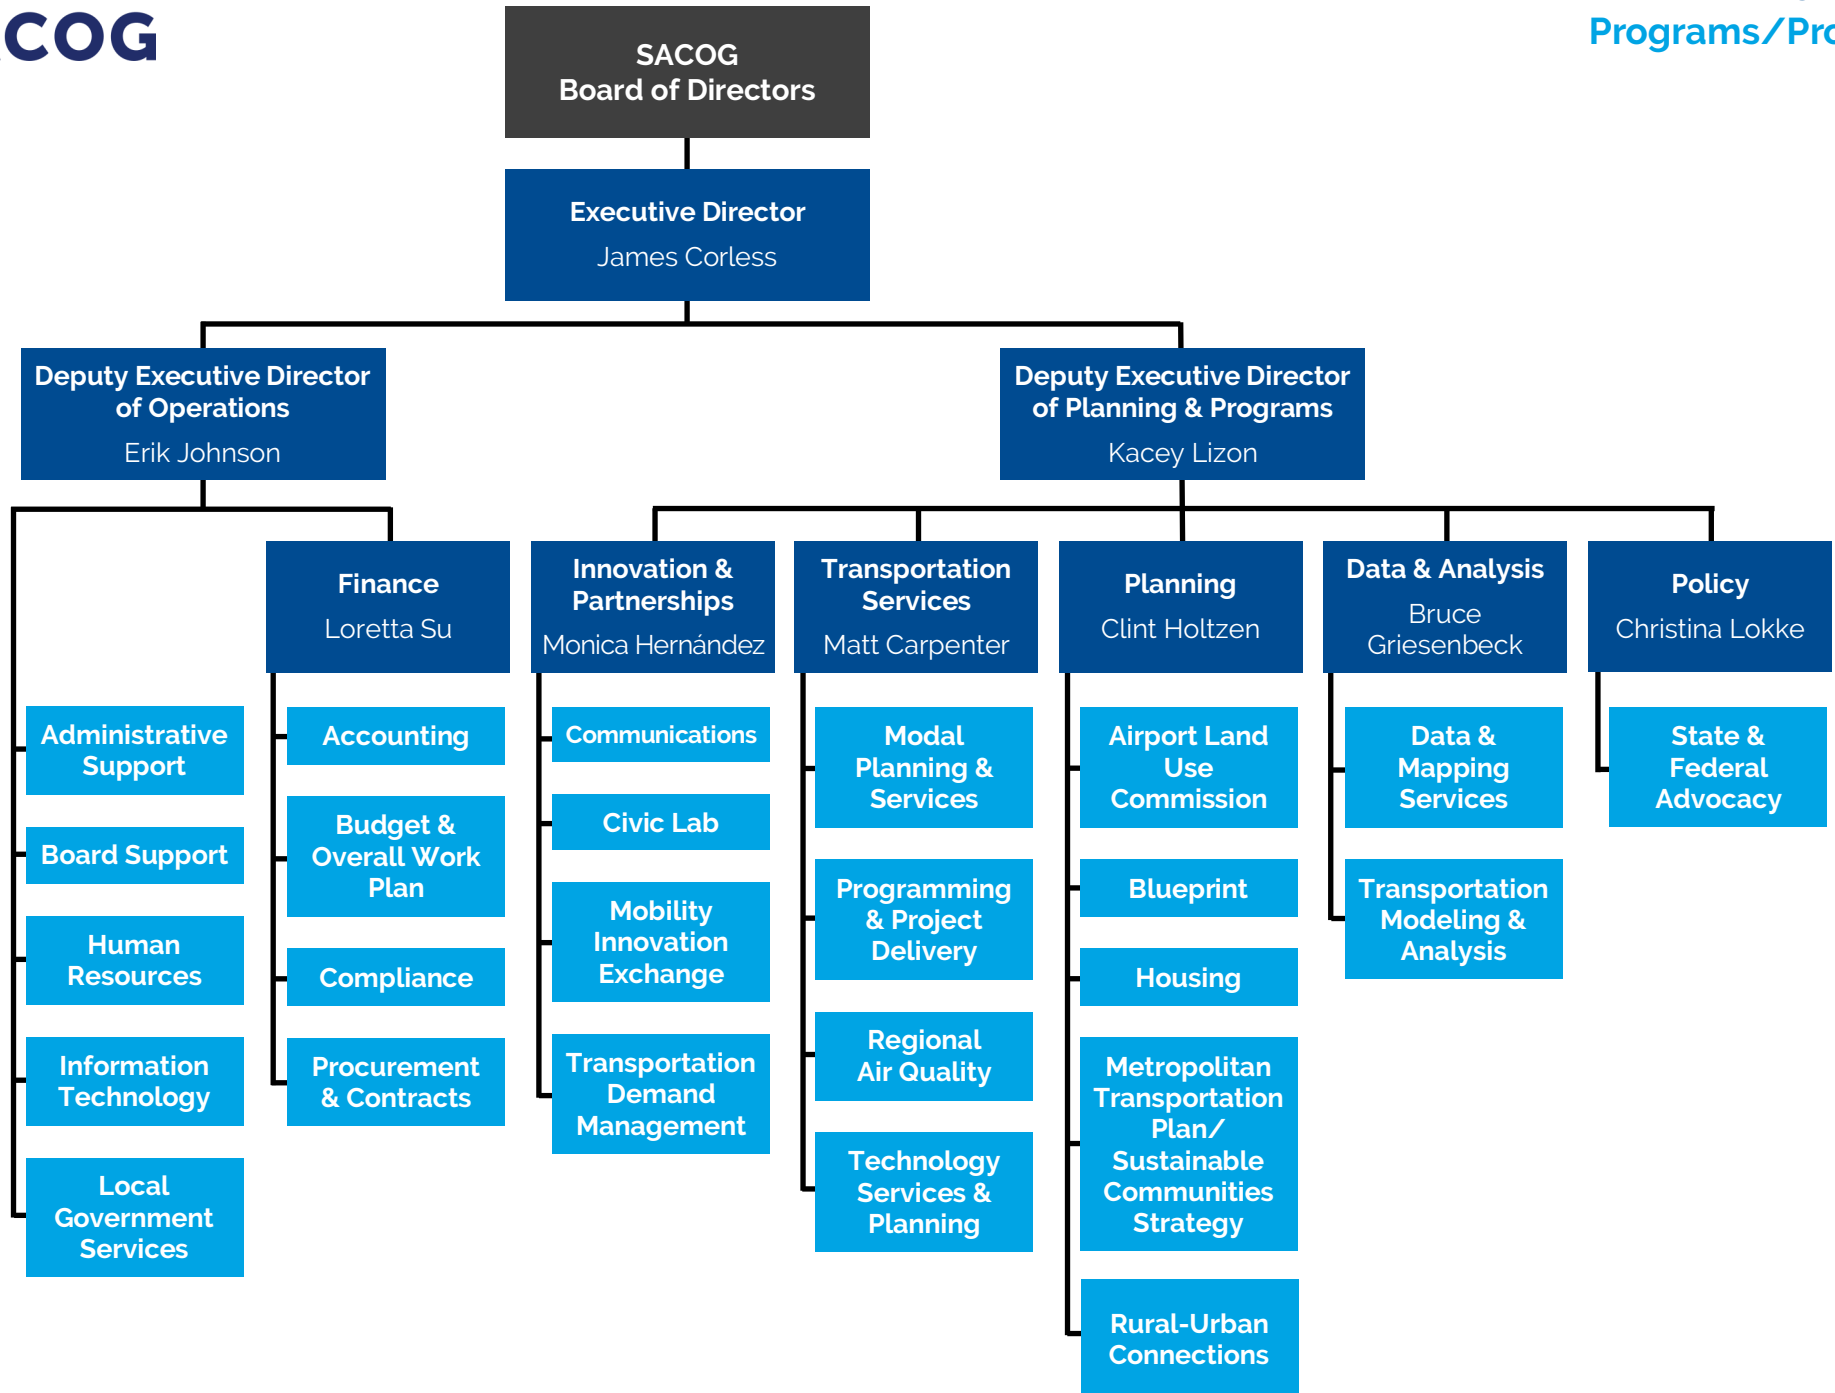 COG
Programs/Pro
SACOG
Board of Directors
Executive Director
James Corless
Deputy Executive Director
of Operations
Erik Johnson
Deputy Executive Director
of Planning & Programs
Kacey Lizon
Finance
Loretta Su
Innovation &
Partnerships
Monica Hernández
Transportation
Services
Matt Carpenter
Planning
Clint Holtzen
Data & Analysis
Bruce
Griesenbeck
Policy
Christina Lokke
Administrative
Support
Board Support
Human
Resources
Information
Technology
Local
Government
Services
Accounting
Budget &
Overall Work
Plan
Compliance
Procurement
& Contracts
Communications
Civic Lab
Mobility
Innovation
Exchange
Transportation
Demand
Management
Modal
Planning &
Services
Programming
& Project
Delivery
Regional
Air Quality
Technology
Services &
Planning
Airport Land
Use
Commission
Blueprint
Housing
Metropolitan
Transportation
Plan/
Sustainable
Communities
Strategy
Rural-Urban
Connections
Data &
Mapping
Services
Transportation
Modeling &
Analysis
State &
Federal
Advocacy